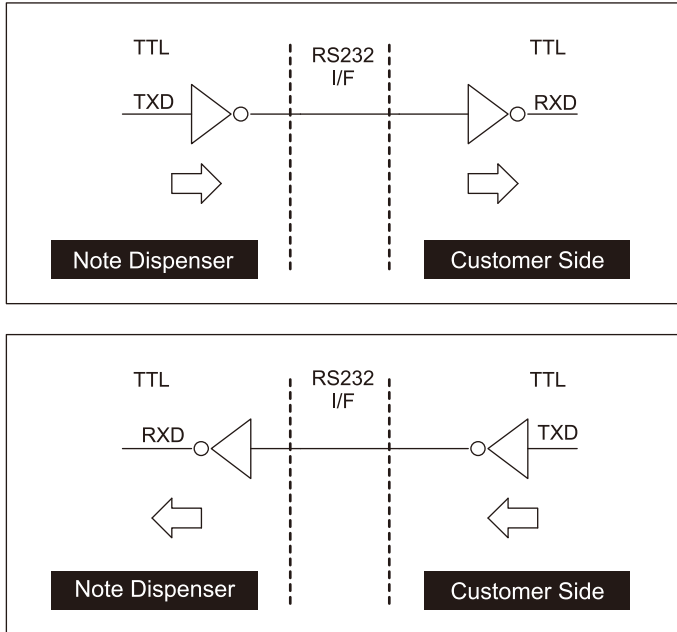 TTL
RS232
I/F
TTL
TXD
RXD
Note Dispenser
Customer Side
TTL
RS232
I/F
TTL
RXD
TXD
Note Dispenser
Customer Side